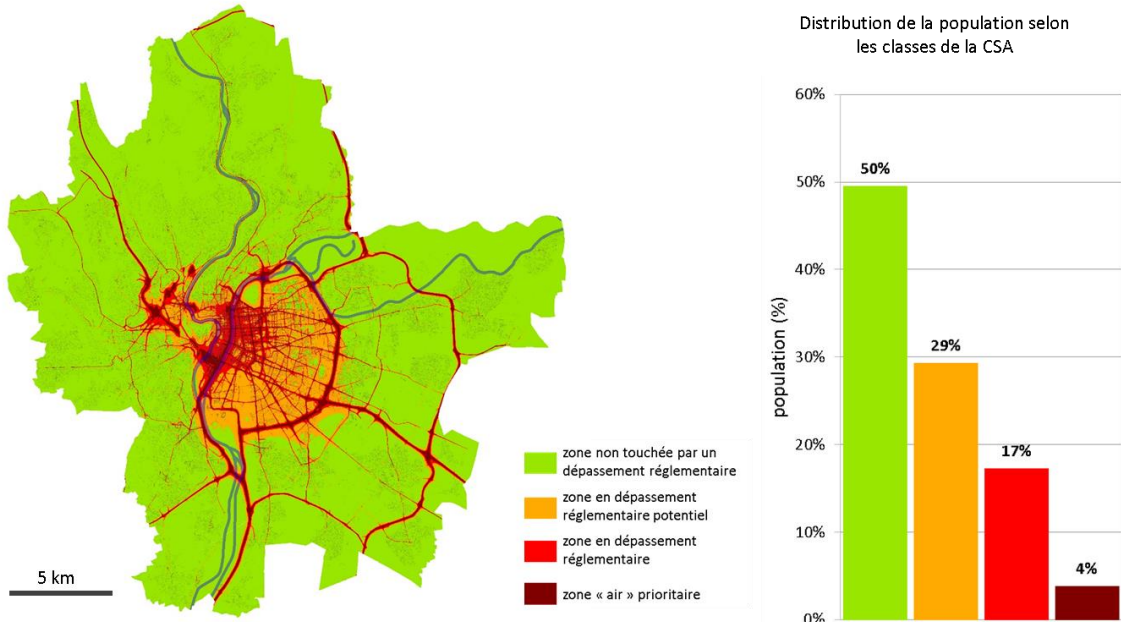 Distribution de la population selon
les classes de la CSA
60%
50%
40%
30%
20%
10%
0%
population (%)
50%
29%
17%
4%
zone non touchée par un
dépassement réglementaire
zone en dépassement
réglementaire potentiel
zone en dépassement
réglementaire
zone « air » prioritaire
5 km